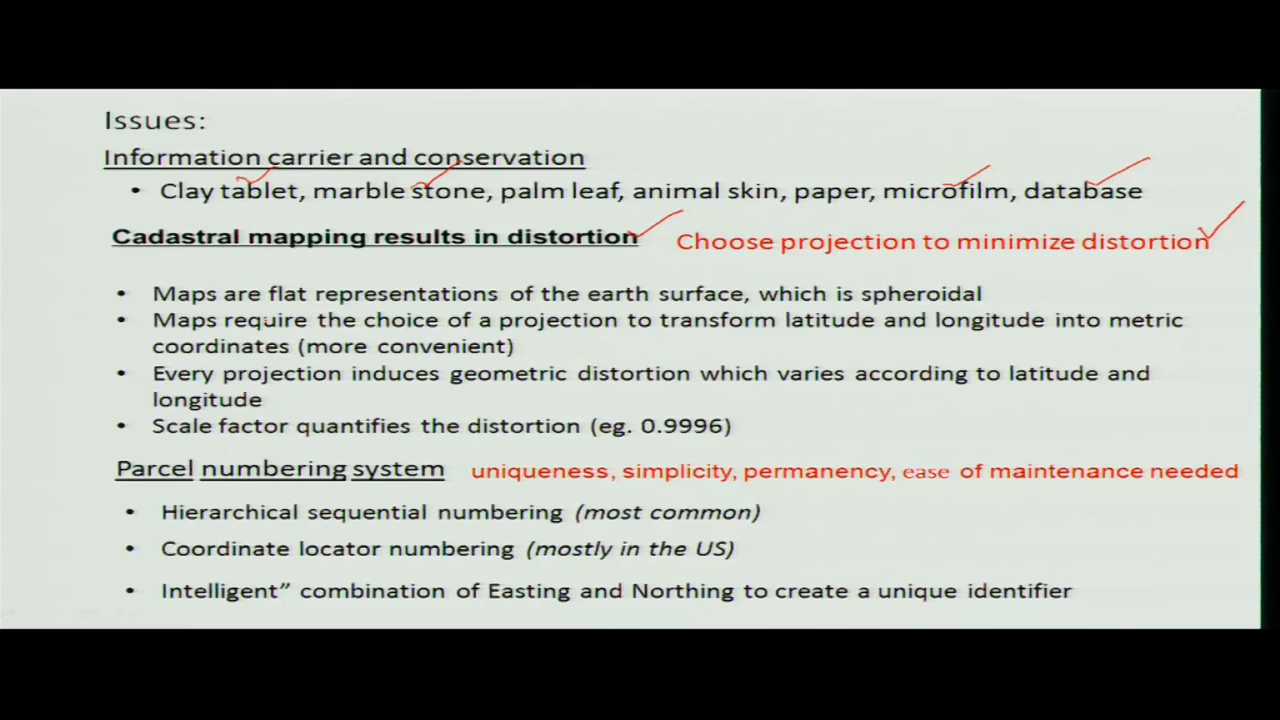 Issues:
Information carrier and conservation
• Clay tablet, marble stone, palm leaf, animal skin, paper, microfilm, database
Cadastral mapping results in distortion Choose projection to minimize distortion
• Maps are flat representations of the earth surface, which is spheroidal
• Maps require the choice of a projection to transform latitude and longitude into metric
coordinates (more convenient)
• Every projection induces geometric distortion which varies according to latitude and
longitude
• Scale factor quantifies the distortion (eg. 0.9996)
Parcel numbering system uniqueness, simplicity, permanency, ease of maintenance needed
• Hierarchical sequential numbering (most common)
• Coordinate locator numbering (mostly in the US)
• Intelligent” combination of Easting and Northing to create a unique identifier